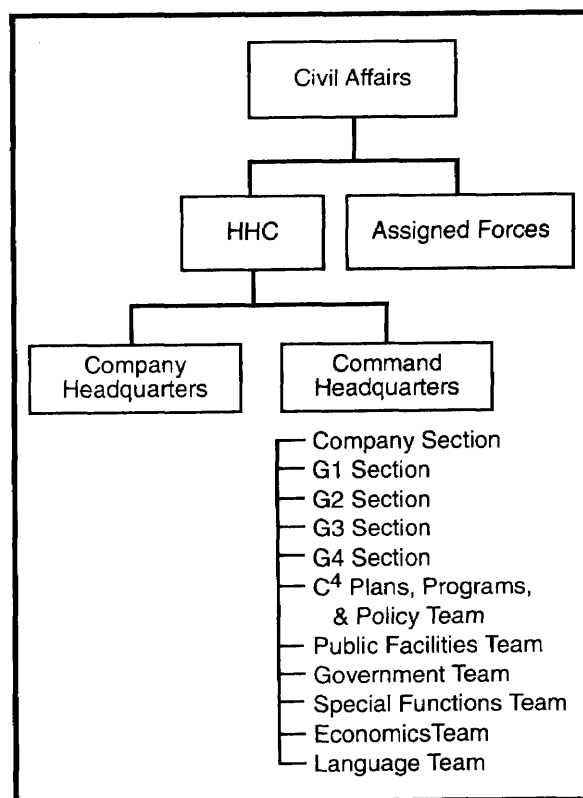 Civil Affairs
HHC
Assigned Forces
Company
Headquarters
Command
Headquarters
Company Section
G1 Section
G2 Section
G3 Section
G4 Section
C⁴ Plans, Programs,
& Policy Team
Public Facilities Team
Government Team
Special Functions Team
EconomicsTeam
Language Team